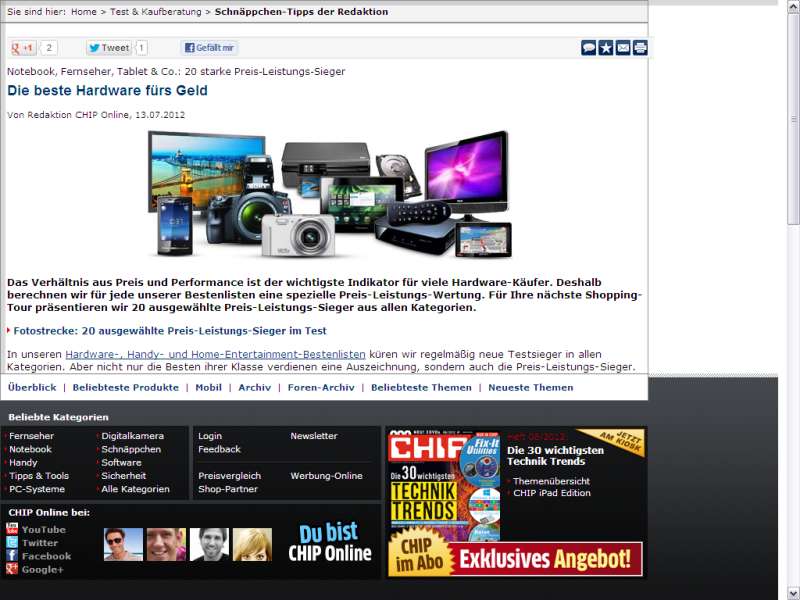 Sie sind hier: Home > Test & Kaufberatung > Schnäppchen-Tipps der Redaktion
+1 2 Tweet 1 Gefällt mir
Notebook, Fernseher, Tablet & Co.: 20 starke Preis-Leistungs-Sieger
Die beste Hardware fürs Geld
Von Redaktion CHIP Online, 13.07.2012
SONY
Das Verhältnis aus Preis und Performance ist der wichtigste Indikator für viele Hardware-Käufer. Deshalb
berechnen wir für jede unserer Bestenlisten eine spezielle Preis-Leistungs-Wertung. Für Ihre nächste Shopping-
Tour präsentieren wir 20 ausgewählte Preis-Leistungs-Sieger aus allen Kategorien.
Fotostrecke: 20 ausgewählte Preis-Leistungs-Sieger im Test
In unseren Hardware-, Handy- und Home-Entertainment-Bestenlisten küren wir regelmäßig neue Testsieger in allen
Kategorien. Aber nicht nur die Besten ihrer Klasse verdienen eine Auszeichnung, sondern auch die Preis-Leistungs-Sieger.
Überblick | Beliebteste Produkte | Mobil | Archiv | Foren-Archiv | Beliebteste Themen | Neueste Themen
Beliebte Kategorien
Fernseher
Notebook
Handy
Tipps & Tools
PC-Systeme
Digitalkamera
Schnäppchen
Software
Sicherheit
Alle Kategorien
Login
Feedback
Preisvergleich
Shop-Partner
Newsletter
Werbung-Online
CHIP
Fix-It
Utilities
Die 30 wichtigsten
TECHNIK
TRENDS
Heft 08/2012
Die 30 wichtigsten
Technik Trends
Themenübersicht
CHIP iPad Edition
JETZT
AM KIOSK
CHIP
im Abo
Exklusives Angebot!
CHIP Online bei:
YouTube
Twitter
Facebook
Google+
Du bist
CHIP Online